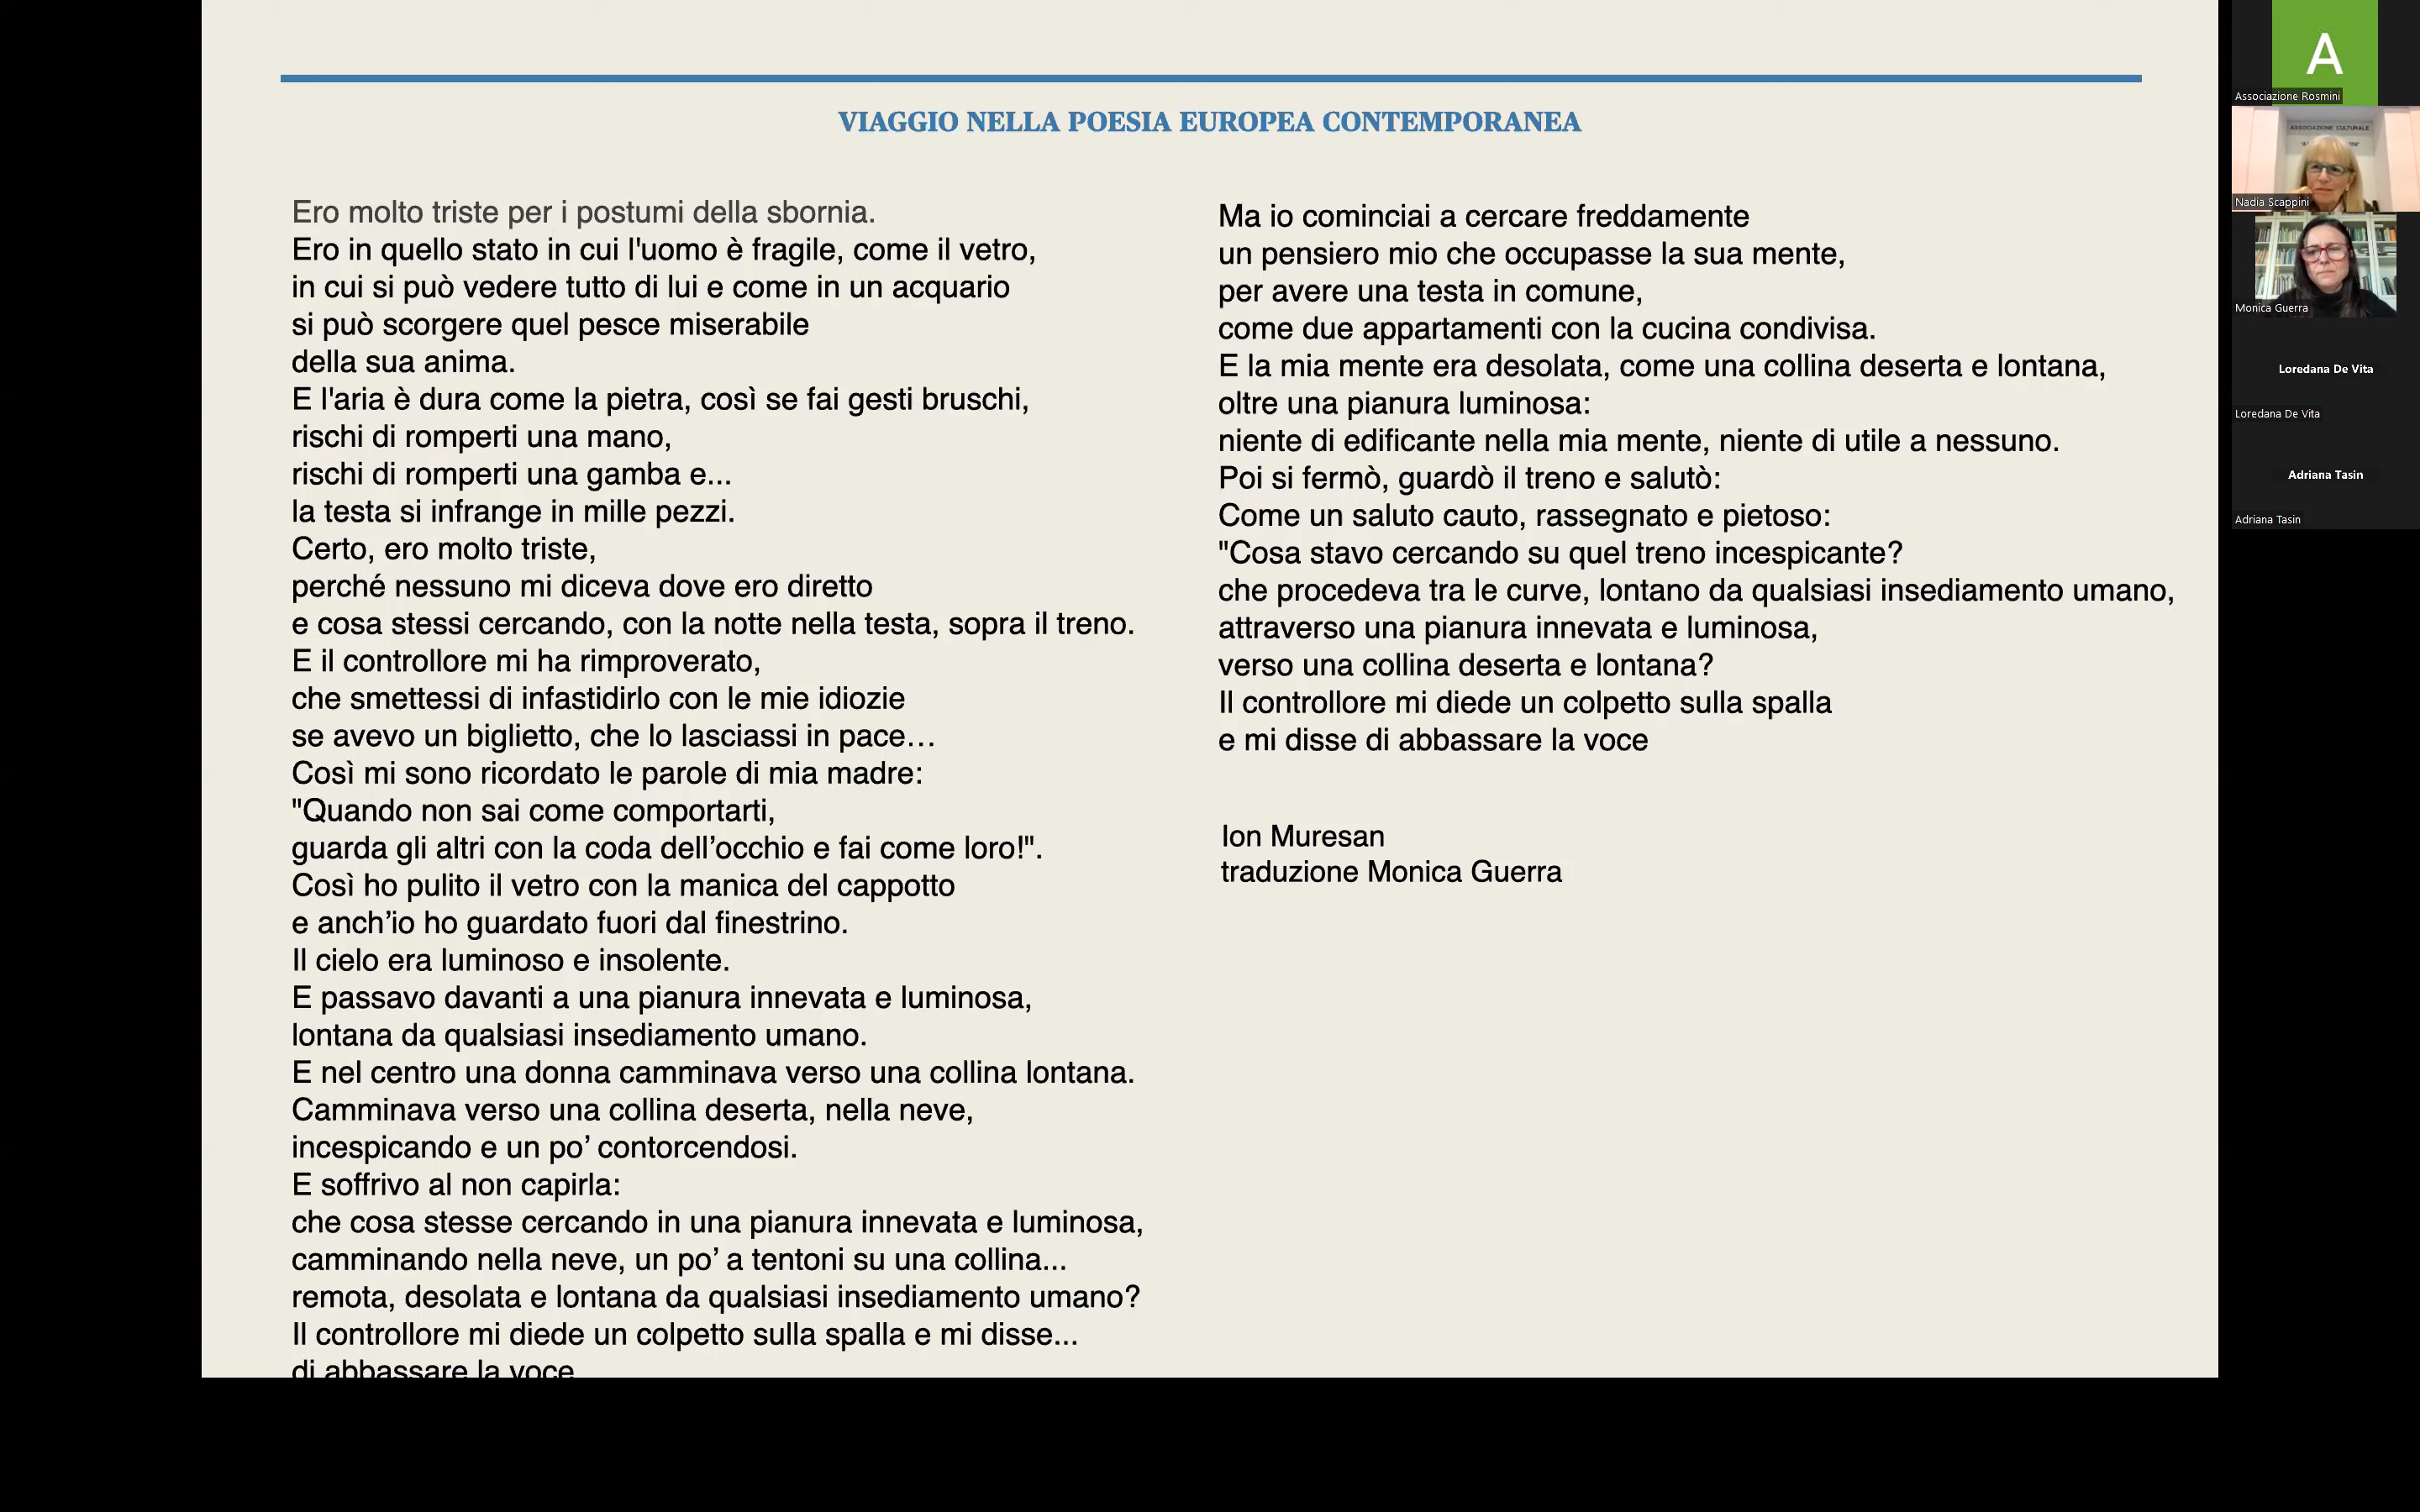 VIAGGIO NELLA POESIA EUROPEA CONTEMPORANEA
Ero molto triste per i postumi della sbornia.
Ero in quello stato in cui l'uomo è fragile, come il vetro,
in cui si può vedere tutto di lui e come in un acquario
si può scorgere quel pesce miserabile
della sua anima.
E l'aria è dura come la pietra, così se fai gesti bruschi,
rischi di romperti una mano,
rischi di romperti una gamba e...
la testa si infrange in mille pezzi.
Certo, ero molto triste,
perché nessuno mi diceva dove ero diretto
e cosa stessi cercando, con la notte nella testa, sopra il treno.
E il controllore mi ha rimproverato,
che smettessi di infastidirlo con le mie idiozie
se avevo un biglietto, che lo lasciassi in pace…
Così mi sono ricordato le parole di mia madre:
"Quando non sai come comportarti,
guarda gli altri con la coda dell’occhio e fai come loro!".
Così ho pulito il vetro con la manica del cappotto
e anch’io ho guardato fuori dal finestrino.
Il cielo era luminoso e insolente.
E passavo davanti a una pianura innevata e luminosa,
lontana da qualsiasi insediamento umano.
E nel centro una donna camminava verso una collina lontana.
Camminava verso una collina deserta, nella neve,
incespicando e un po’ contorcendosi.
E soffrivo al non capirla:
che cosa stesse cercando in una pianura innevata e luminosa,
camminando nella neve, un po’ a tentoni su una collina...
remota, desolata e lontana da qualsiasi insediamento umano?
Il controllore mi diede un colpetto sulla spalla e mi disse...
di abbassare la voce
Ma io cominciai a cercare freddamente
un pensiero mio che occupasse la sua mente,
per avere una testa in comune,
come due appartamenti con la cucina condivisa.
E la mia mente era desolata, come una collina deserta e lontana,
oltre una pianura luminosa:
niente di edificante nella mia mente, niente di utile a nessuno.
Poi si fermò, guardò il treno e salutò:
Come un saluto cauto, rassegnato e pietoso:
"Cosa stavo cercando su quel treno incespicante?
che procedeva tra le curve, lontano da qualsiasi insediamento umano,
attraverso una pianura innevata e luminosa,
verso una collina deserta e lontana?
Il controllore mi diede un colpetto sulla spalla
e mi disse di abbassare la voce
Ion Muresan
traduzione Monica Guerra
A
Associazione Rosmini
ASSOCIAZIONE CULTURALE
Nadia Scappini
Monica Guerra
Loredana De Vita
Loredana De Vita
Adriana Tasin
Adriana Tasin